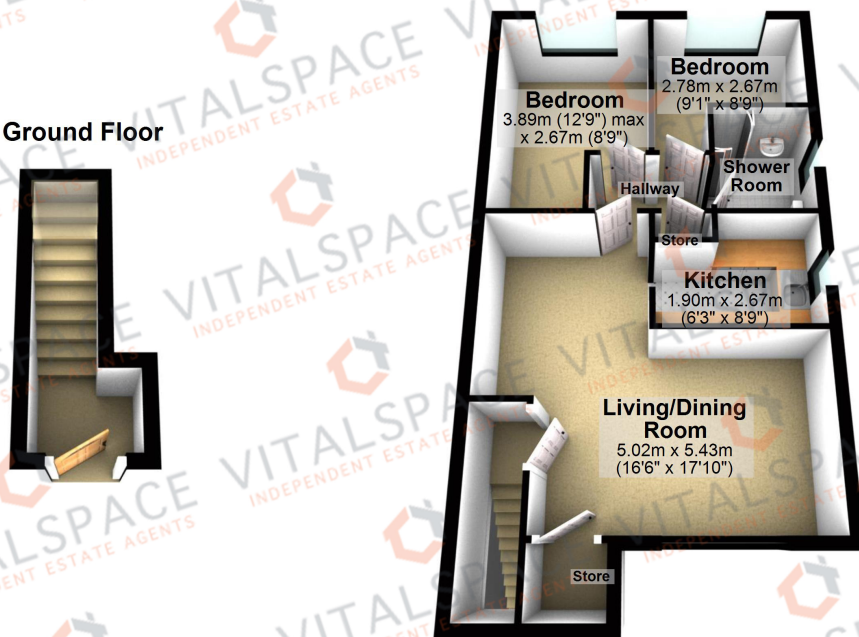 Ground Floor
Bedroom
3.89m (12'9") max
x 2.67m (8'9")
Bedroom
2.78m x 2.67m
(9'1" x 8'9")
Shower
Room
Hallway
Store
Kitchen
1.90m x 2.67m
(6'3" x 8'9")
Living/Dining
Room
5.02m x 5.43m
(16'6" x 17'10")
Store
VITALSPACE
INDEPENDENT ESTATE AGENTS